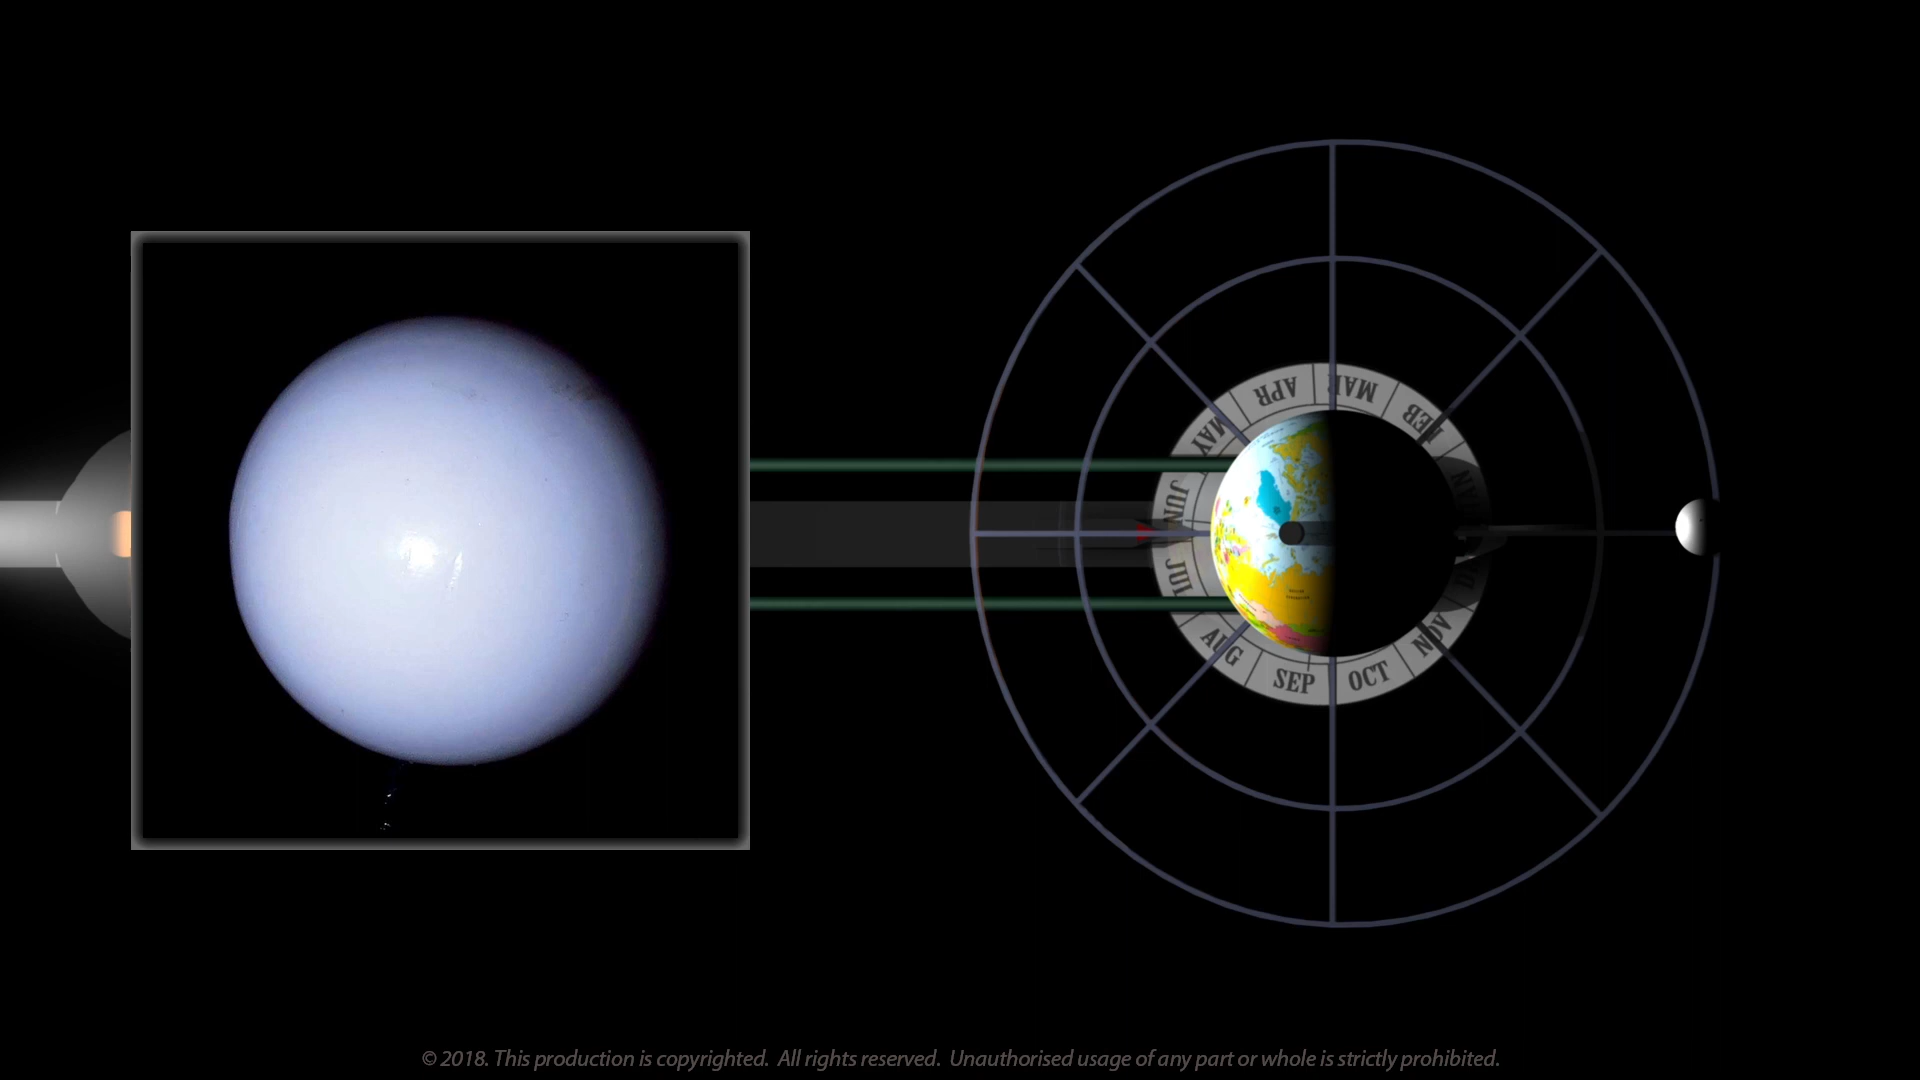 APR
MAR
FEB
MAY
JAN
JUN
JUL
AUG
SEP
OCT
NOV
© 2018. This production is copyrighted.  All rights reserved.  Unauthorised usage of any part or whole is strictly prohibited.